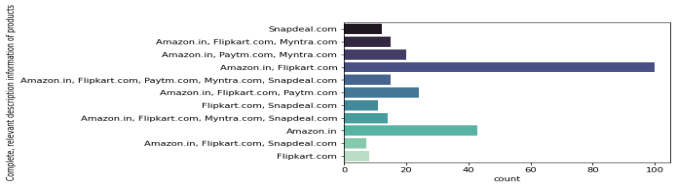 Complete, relevant description information of products
Snapdeal.com
Amazon.in, Flipkart.com, Myntra.com
Amazon.in, Paytm.com, Myntra.com
Amazon.in, Flipkart.com
Amazon.in, Flipkart.com, Paytm.com, Myntra.com, Snapdeal.com
Amazon.in, Flipkart.com, Paytm.com
Flipkart.com, Snapdeal.com
Amazon.in, Flipkart.com, Myntra.com, Snapdeal.com
Amazon.in
Amazon.in, Flipkart.com, Snapdeal.com
Flipkart.com
0 20 40 60 80 100
count